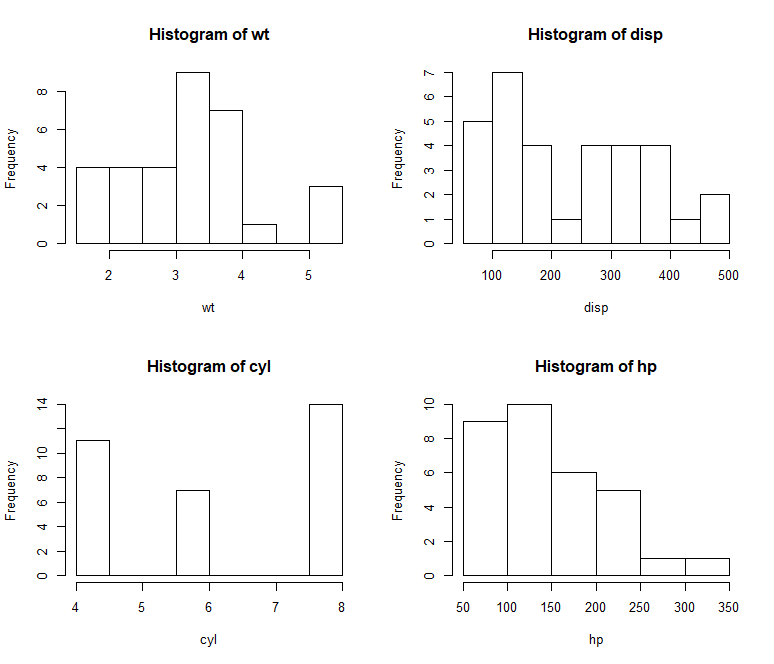 Histogram of wt
Frequency
0 2 4 6 8
2 3 4 5
wt
Histogram of disp
Frequency
0 1 2 3 4 5 6 7
100 200 300 400 500
disp
Histogram of cyl
Frequency
0 2 4 6 8 10 14
4 5 6 7 8
cyl
Histogram of hp
Frequency
0 2 4 6 8 10
50 100 150 200 250 300 350
hp